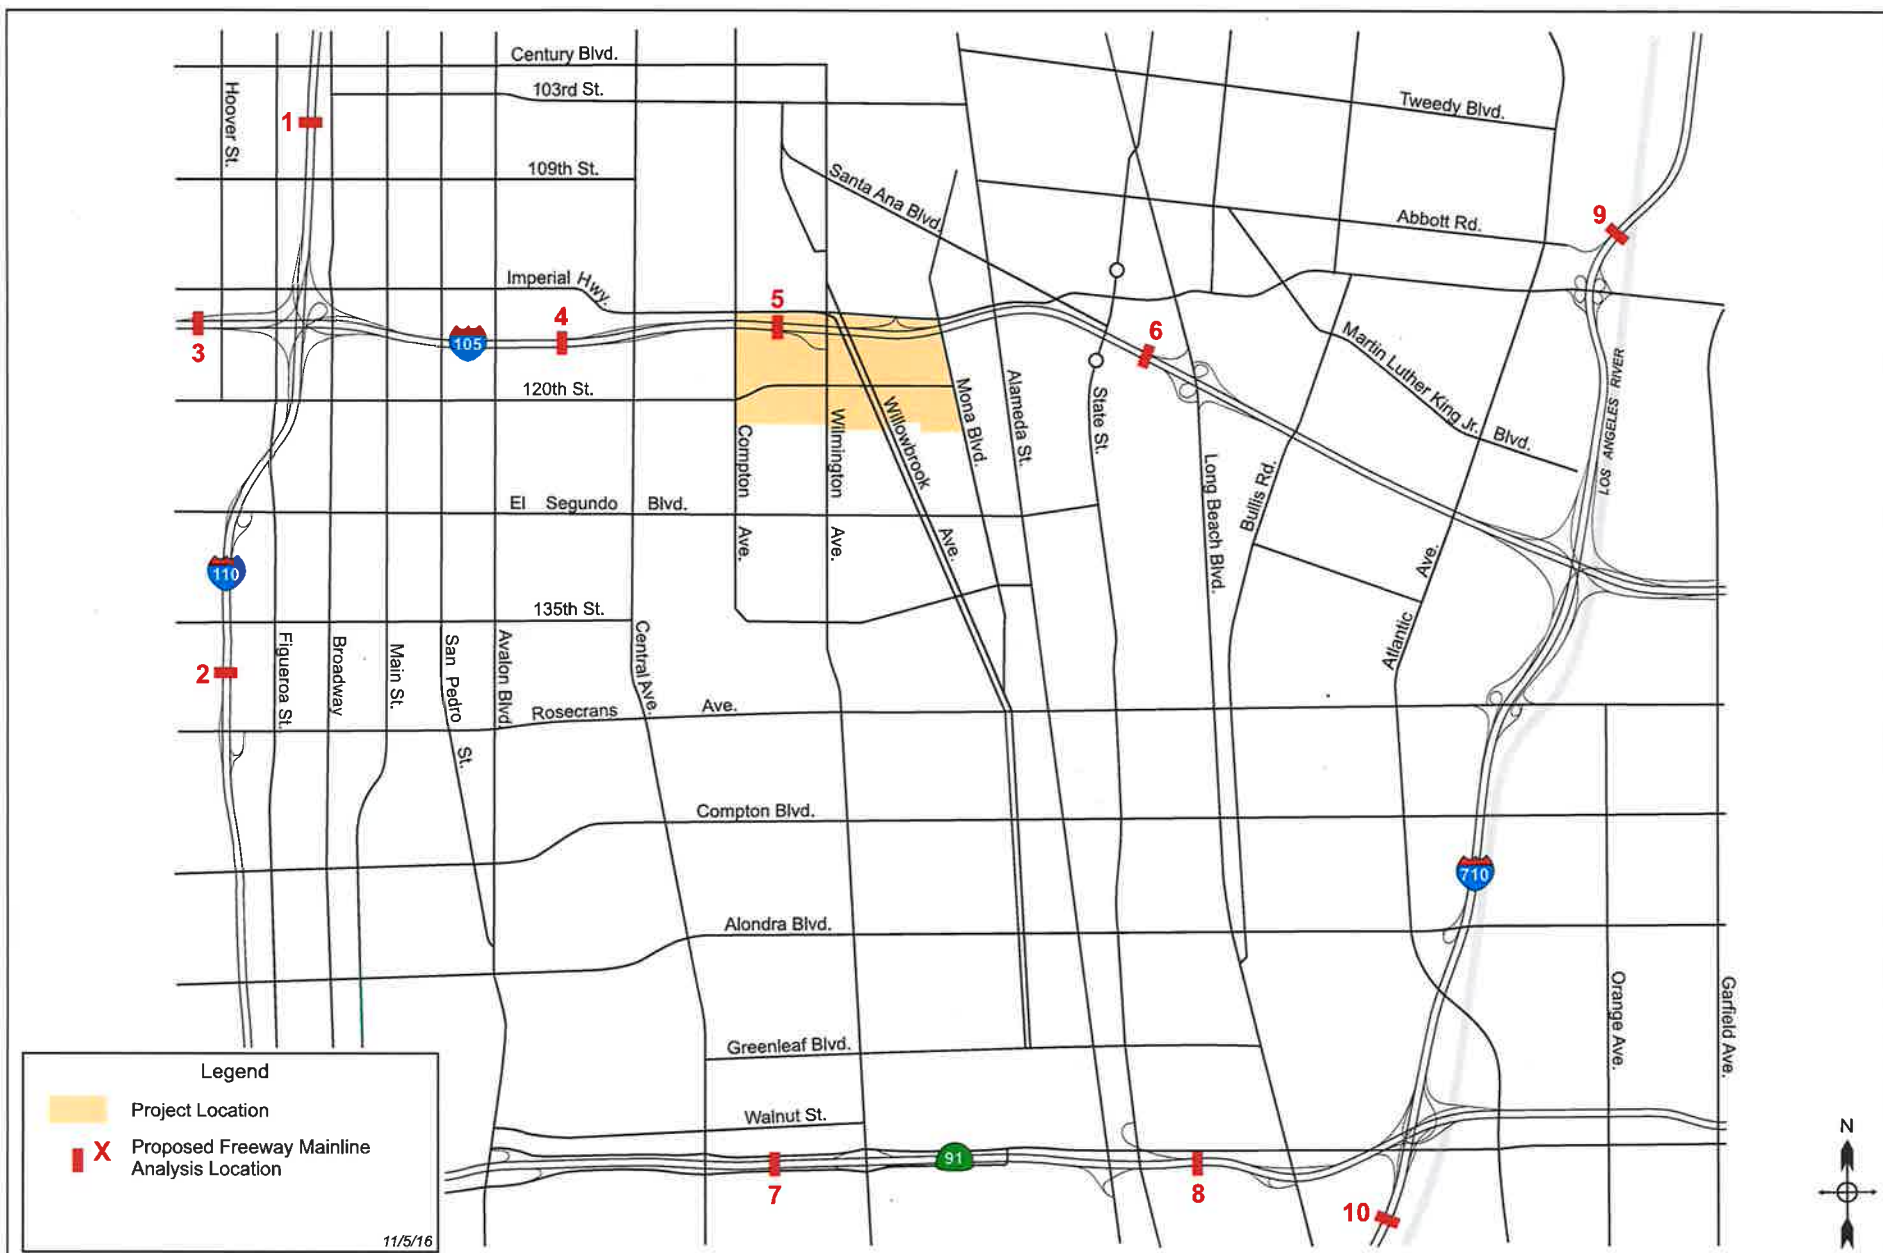 Century Blvd.
103rd St.
Hoover St.
1
Tweedy Blvd.
109th St.
Santa Ana Blvd.
Abbott Rd.
9
Imperial Hwy.
5
4
3
105
6
Martin Luther King Jr. Blvd.
LOS ANGELES RIVER
120th St.
Compton Ave.
Wilmington Ave.
Willowbrook Ave.
Mona Blvd.
Alameda St.
State St.
Long Beach Blvd.
Bullis Rd.
Atlantic Ave.
El Segundo Blvd.
110
135th St.
2
Figueroa St.
Broadway
Main St.
San Pedro St.
Avalon Blvd.
Central Ave.
Rosecrans Ave.
Compton Blvd.
710
Alondra Blvd.
Orange Ave.
Garfield Ave.
Greenleaf Blvd.
Walnut St.
91
7
8
10
Legend
Project Location
X Proposed Freeway Mainline
Analysis Location
11/5/16
N